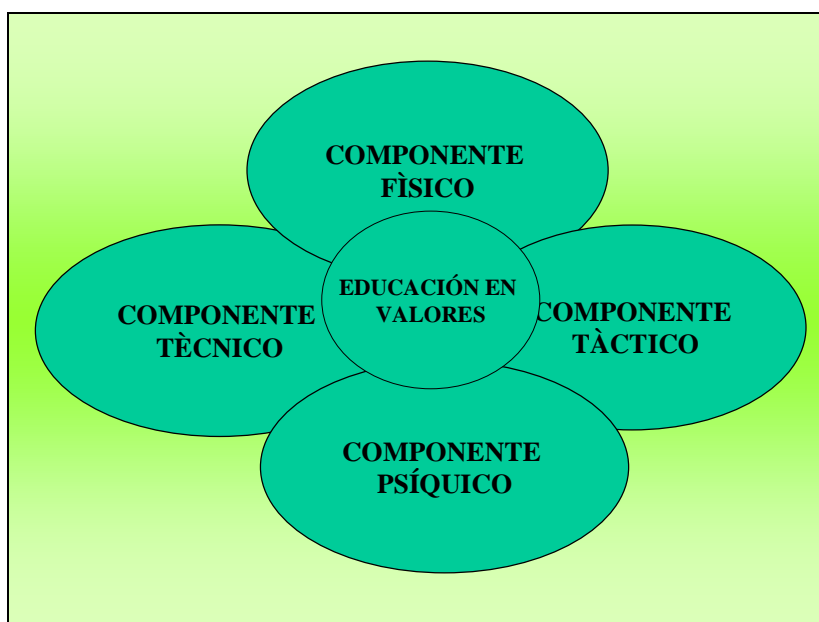 COMPONENTE
FÌSICO
EDUCACIÓN EN
VALORES
COMPONENTE
TÈCNICO
COMPONENTE
TÀCTICO
COMPONENTE
PSÍQUICO